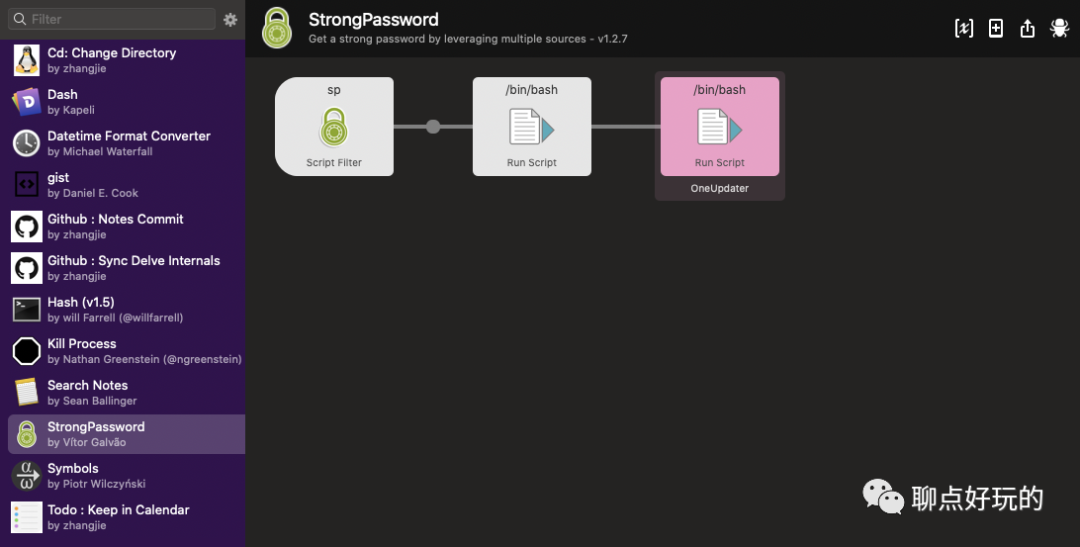 Filter
Cd: Change Directory
by zhangjie
Dash
by Kapeli
Datetime Format Converter
by Michael Waterfall
gist
by Daniel E. Cook
Github : Notes Commit
by zhangjie
Github : Sync Delve Internals
by zhangjie
Hash (v1.5)
by will Farrell (@willfarrell)
Kill Process
by Nathan Greenstein (@ngreenstein)
Search Notes
by Sean Ballinger
StrongPassword
by Vítor Galvão
Symbols
by Piotr Wilczyński
Todo : Keep in Calendar
by zhangjie
StrongPassword
Get a strong password by leveraging multiple sources - v1.2.7
sp
Script Filter
/bin/bash
Run Script
/bin/bash
Run Script
OneUpdater
聊点好玩的